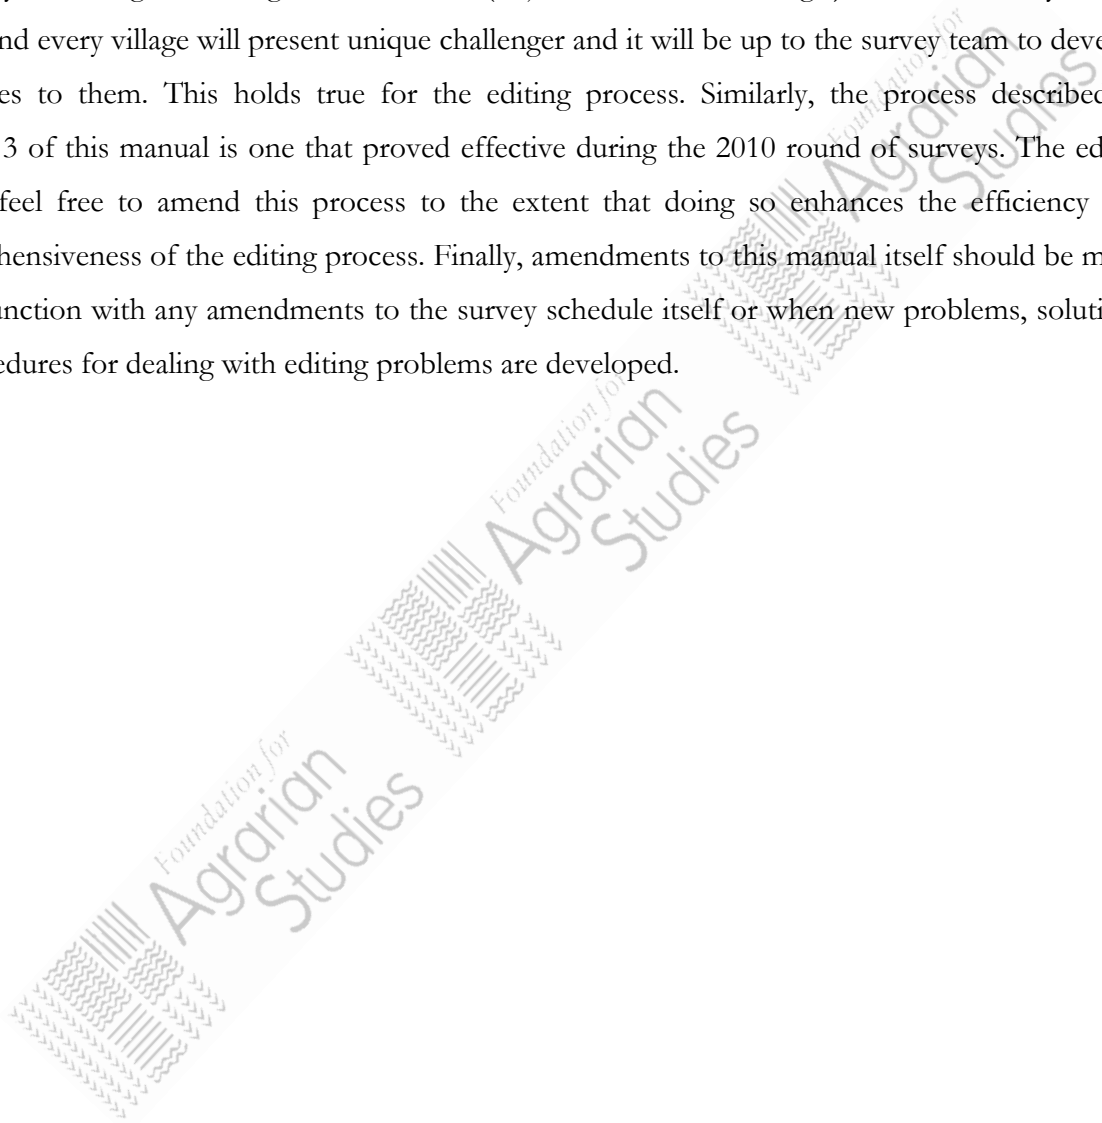 nd every village will present unique challenger and it will be up to the survey team to deve
es to them. This holds true for the editing process. Similarly, the process described
3 of this manual is one that proved effective during the 2010 round of surveys. The ed
feel free to amend this process to the extent that doing so enhances the efficiency
hensiveness of the editing process. Finally, amendments to this manual itself should be m
unction with any amendments to the survey schedule itself or when new problems, soluti
edures for dealing with editing problems are developed.
Foundation for
Agrarian
Studies
Foundation for
Agrarian
Studies
Foundation for
Agrarian
Studies